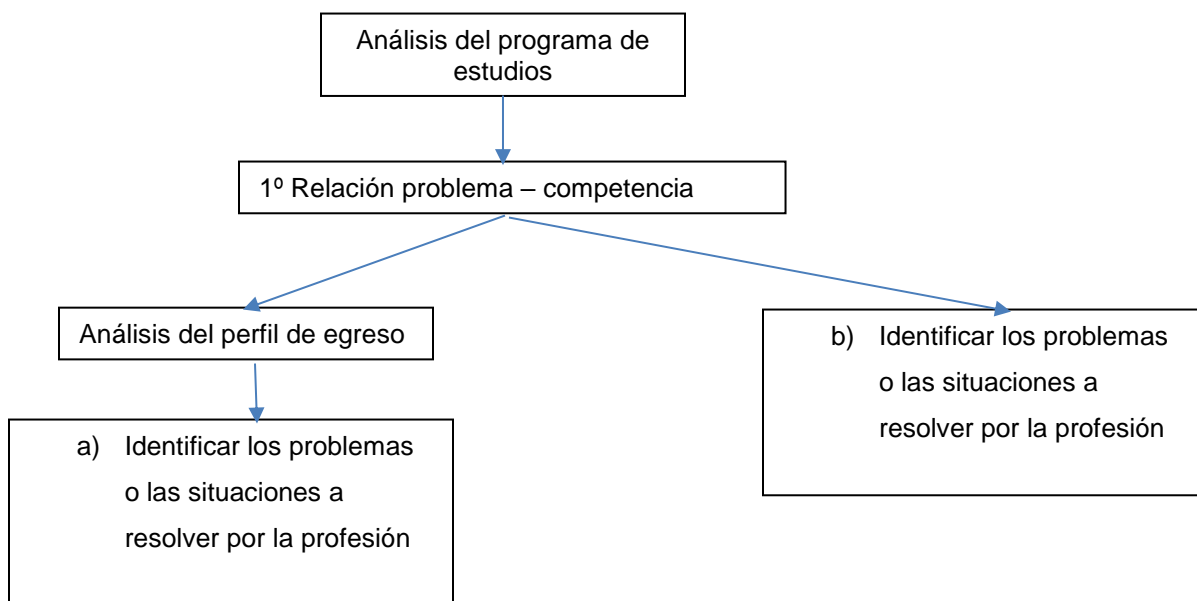 Análisis del programa de
estudios
1º Relación problema – competencia
Análisis del perfil de egreso
b) Identificar los problemas
o las situaciones a
resolver por la profesión
a) Identificar los problemas
o las situaciones a
resolver por la profesión